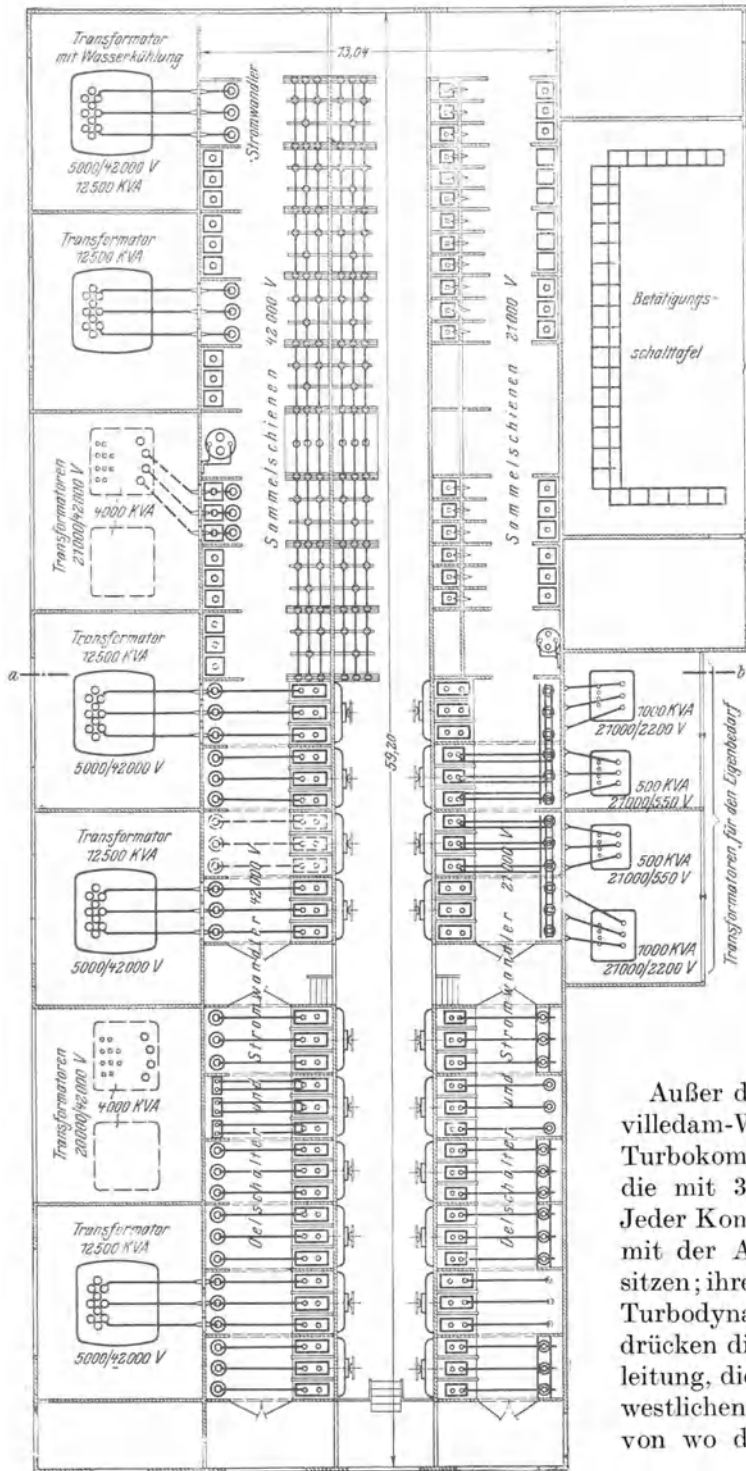 Transformator
mit Wasserkühlung
5000/42000 V
12500 KVA
Stromwandler
13,04
Transformator
12500 KVA
Sammelschienen 42000 V
Sammelschienen 21000 V
Betätigungs-
schalttafel
Transformatoren
21000/42000 V
4000 KVA
Transformator
12500 KVA
5000/42000 V
a
b
59,20
1000 KVA
21000/2200 V
500 KVA
21000/550 V
500 KVA
21000/550 V
1000 KVA
21000/2200 V
Transformatoren für den Eigenbedarf
Transformator
12500 KVA
5000/42000 V
Oelschalter und Stromwandler 42000 V
Oelschalter und Stromwandler 21000 V
Transformatoren
20000/42000 V
4000 KVA
Transformator
12500 KVA
5000/42000 V
Außer d
villedam-W
Turbokom
die mit 3
Jeder Kon
mit der A
sitzen; ihre
Turbodyna
drücken di
leitung, die
westlichen
von wo d